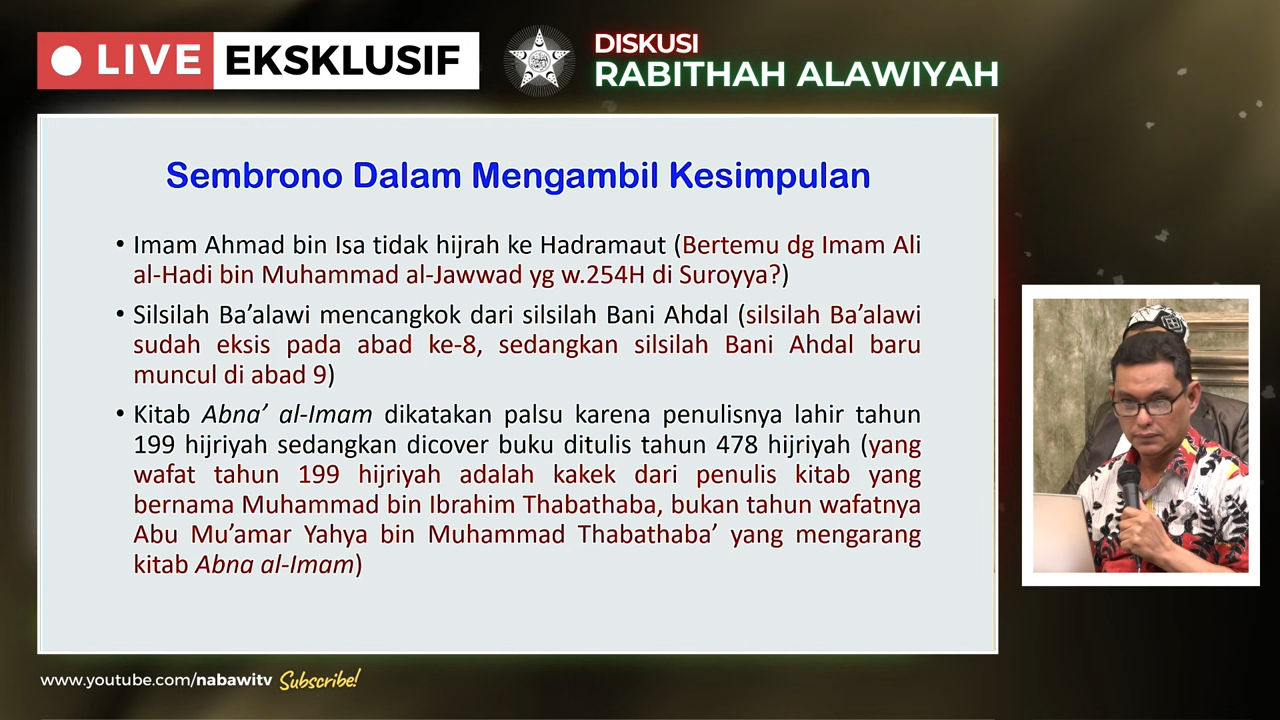 LIVE EKSKLUSIF
DISKUSI
RABITHAH ALAWIYAH
Sembrono Dalam Mengambil Kesimpulan
• Imam Ahmad bin Isa tidak hijrah ke Hadramaut (Bertemu dg Imam Ali
al-Hadi bin Muhammad al-Jawwad yg w.254H di Suroyya?)
• Silsilah Ba’alawi mencangkok dari silsilah Bani Ahdal (silsilah Ba’alawi
sudah eksis pada abad ke-8, sedangkan silsilah Bani Ahdal baru
muncul di abad 9)
• Kitab Abna’ al-Imam dikatakan palsu karena penulisnya lahir tahun
199 hijriyah sedangkan dicover buku ditulis tahun 478 hijriyah (yang
wafat tahun 199 hijriyah adalah kakek dari penulis kitab yang
bernama Muhammad bin Ibrahim Thabathaba, bukan tahun wafatnya
Abu Mu’amar Yahya bin Muhammad Thabathaba’ yang mengarang
kitab Abna al-Imam)
www.youtube.com/nabawitv Subscribe!